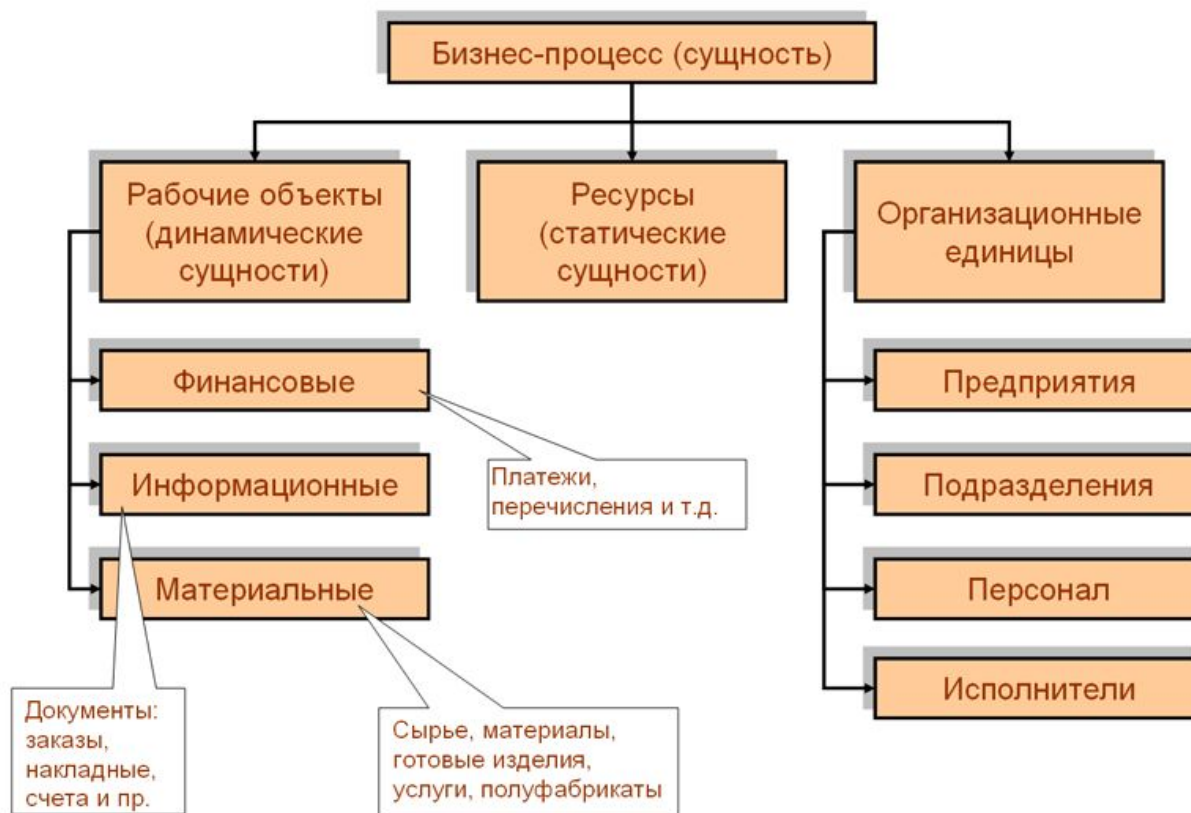 Бизнес-процесс (сущность)
Рабочие объекты
(динамические
сущности)
Ресурсы
(статические
сущности)
Организационные
единицы
Финансовые
Предприятия
Платежи,
перечисления и т.д.
Информационные
Подразделения
Материальные
Персонал
Исполнители
Документы:
заказы,
накладные,
счета и пр.
Сырье, материалы,
готовые изделия,
услуги, полуфабрикаты